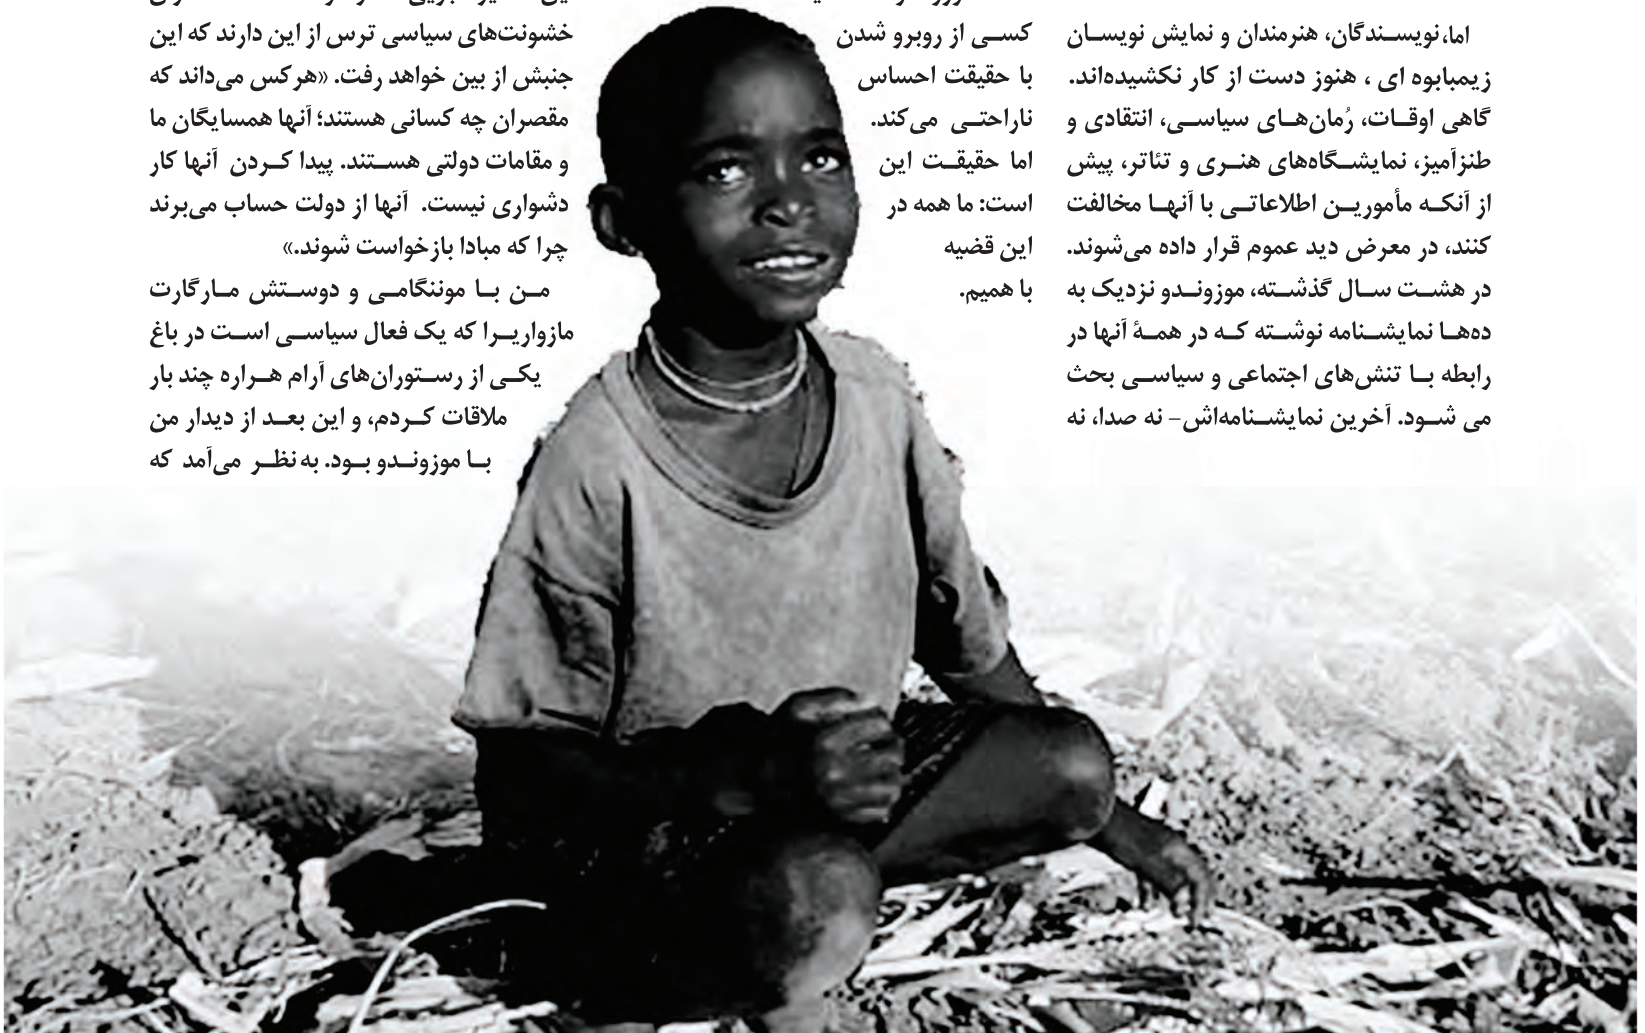 اما، نویسندگان، هنرمندان و نمایش نویسان
زیمبابوه ای ، هنوز دست از کار نکشیده‌اند.
گاهی اوقات، رُمان‌های سیاسی، انتقادی و
طنزآمیز، نمایشگاه‌های هنری و تئاتر، پیش
از آنکه مأمورین اطلاعاتی با آنها مخالفت
کنند، در معرض دید عموم قرار داده می‌شوند.
در هشت سال گذشته، موزوندو نزدیک به
ده‌ها نمایشنامه نوشته که در همهٔ آنها در
رابطه با تنش‌های اجتماعی و سیاسی بحث
می شود. آخرین نمایشنامه‌اش- نه صدا، نه
کسی از روبرو شدن
با حقیقت احساس
ناراحتی می‌کند.
اما حقیقت این
است: ما همه در
این قضیه
با همیم.
خشونت‌های سیاسی ترس از این دارند که این
جنبش از بین خواهد رفت. «هرکس می‌داند که
مقصران چه کسانی هستند؛ آنها همسایگان ما
و مقامات دولتی هستند. پیدا کردن آنها کار
دشواری نیست. آنها از دولت حساب می‌برند
چرا که مبادا بازخواست شوند.»
من با موننگامی و دوستش مارگارت
مازواریرا که یک فعال سیاسی است در باغ
یکی از رستوران‌های آرام هراره چند بار
ملاقات کردم، و این بعد از دیدار من
با موزوندو بود. به نظر می‌آمد که